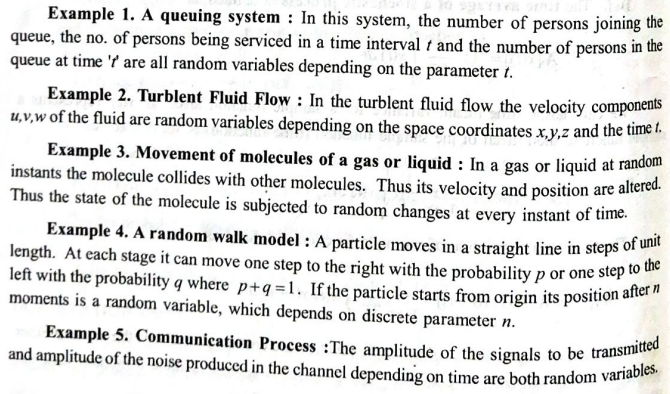 Example 1. A queuing system : In this system, the number of persons joining the
queue, the no. of persons being serviced in a time interval t and the number of persons in the
queue at time 't' are all random variables depending on the parameter t.
Example 2. Turblent Fluid Flow : In the turblent fluid flow the velocity components
u,v,w of the fluid are random variables depending on the space coordinates x,y,z and the time t.
Example 3. Movement of molecules of a gas or liquid : In a gas or liquid at random
instants the molecule collides with other molecules. Thus its velocity and position are altered.
Thus the state of the molecule is subjected to random changes at every instant of time.
Example 4. A random walk model : A particle moves in a straight line in steps of unit
length. At each stage it can move one step to the right with the probability p or one step to the
left with the probability q where p+q=1. If the particle starts from origin its position after n
moments is a random variable, which depends on discrete parameter n.
Example 5. Communication Process :The amplitude of the signals to be transmitted
and amplitude of the noise produced in the channel depending on time are both random variables.